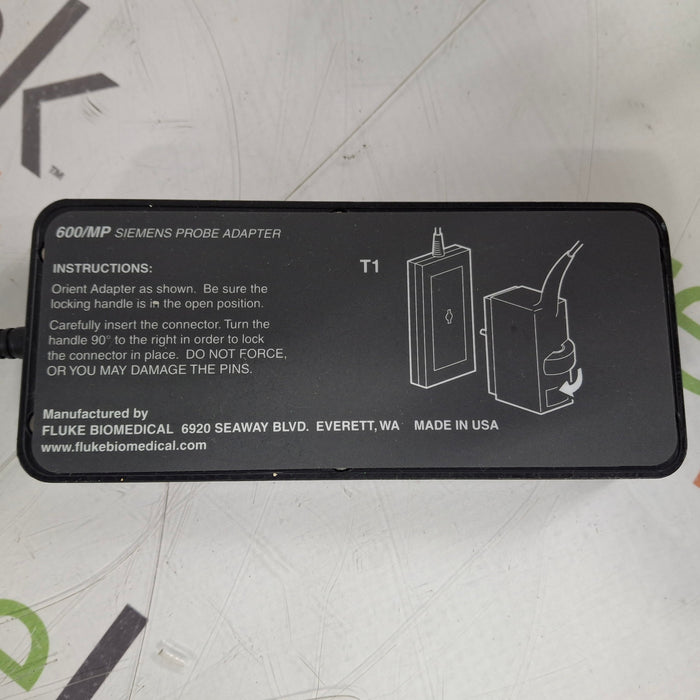 K
TM
600/MP SIEMENS PROBE ADAPTER
INSTRUCTIONS:
Orient Adapter as shown. Be sure the
locking handle is in the open position.
Carefully insert the connector. Turn the
handle 90° to the right in order to lock
the connector in place. DO NOT FORCE,
OR YOU MAY DAMAGE THE PINS.
T1
Manufactured by
FLUKE BIOMEDICAL 6920 SEAWAY BLVD. EVERETT, WA MADE IN USA
www.flukebiomedical.com